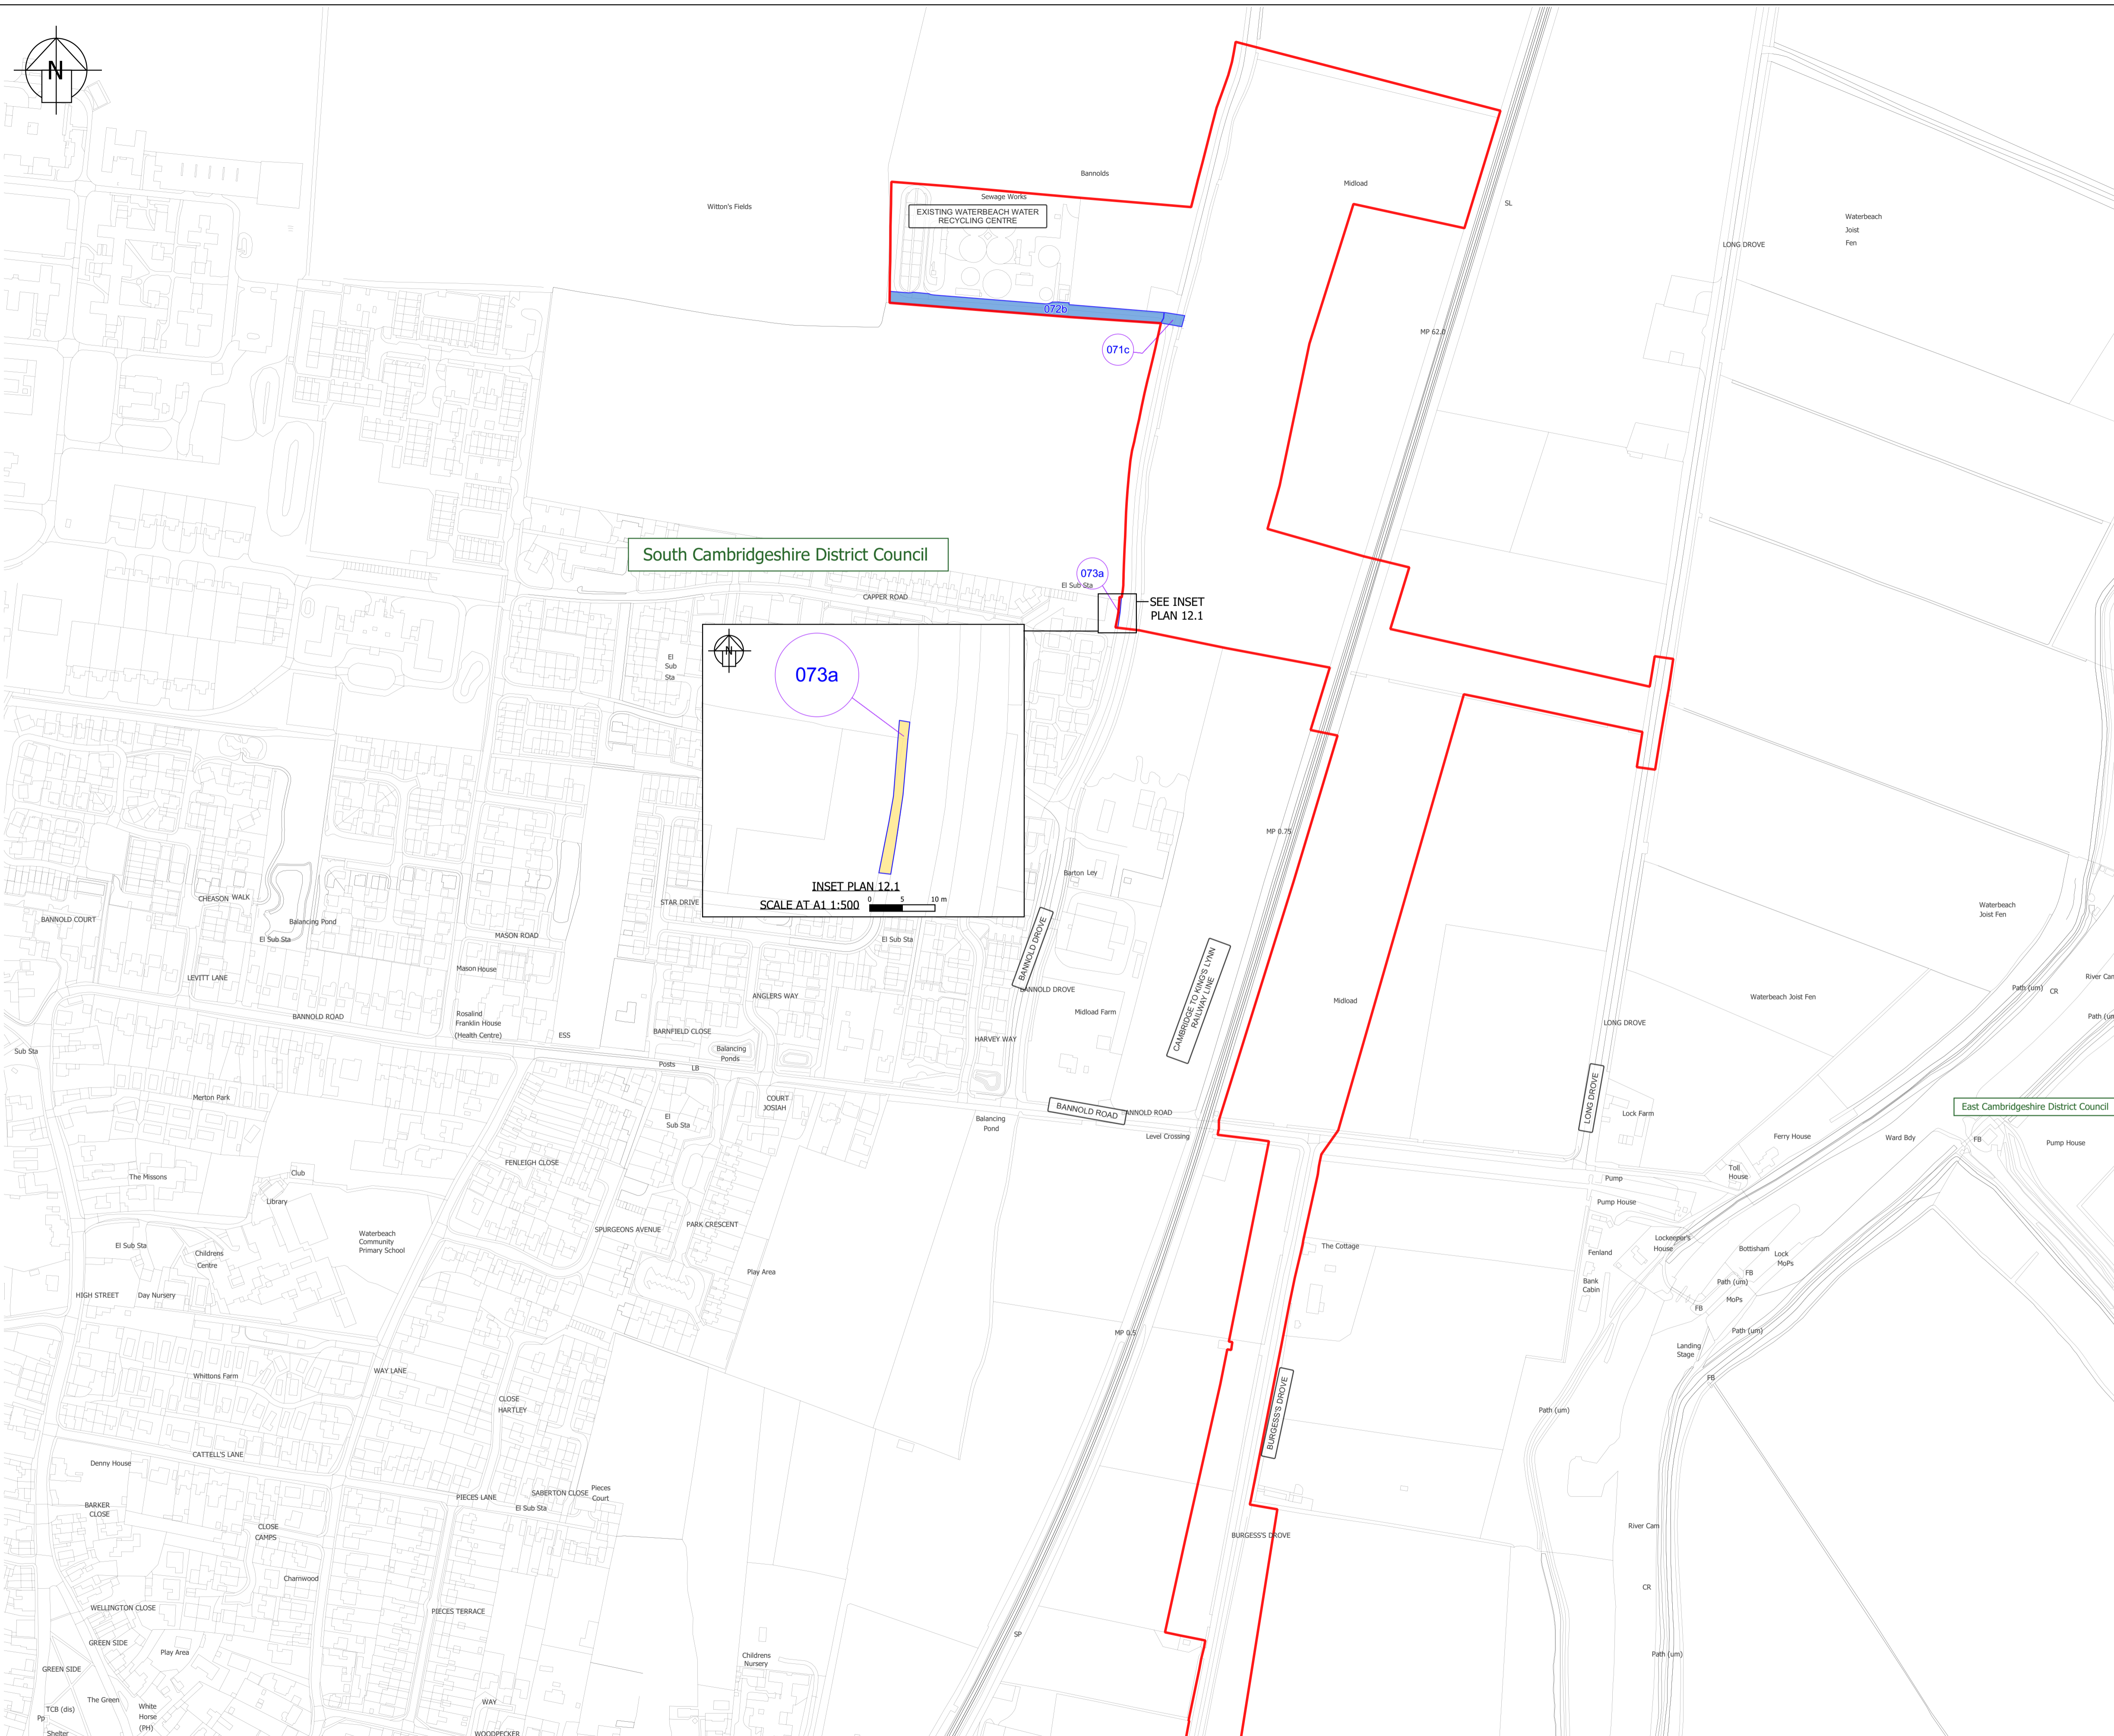 N
Bannolds
Midload
Witton's Fields
Sewage Works
EXISTING WATERBEACH WATER
RECYCLING CENTRE
SL
Waterbeach
Joist
Fen
LONG DROVE
072b
071c
MP 62.0
South Cambridgeshire District Council
073a
El Sub Sta
CAPPER ROAD
SEE INSET
PLAN 12.1
El
Sub
Sta
N
073a
INSET PLAN 12.1
SCALE AT A1 1:500
0 5 10 m
MP 0.75
Barton Ley
STAR DRIVE
CHEASON WALK
BANNOLD COURT
Balancing Pond
El Sub Sta
MASON ROAD
El Sub Sta
BANNOLD DROVE
Waterbeach
Joist Fen
Mason House
LEVITT LANE
CAMBRIDGE TO KING'S LYNN
RAILWAY LINE
River Cam
Path (um)
CR
BANNOLD DROVE
ANGLERS WAY
Midload
Waterbeach Joist Fen
Midload Farm
BANNOLD ROAD
Rosalind
Franklin House
(Health Centre)
ESS
BARNFIELD CLOSE
HARVEY WAY
LONG DROVE
Path (um)
Sub Sta
Balancing
Ponds
Posts
LB
Merton Park
COURT
JOSIAH
El
Sub Sta
Balancing
Pond
BANNOLD ROAD
ANNOLD ROAD
Level Crossing
LONG DROVE
Lock Farm
East Cambridgeshire District Council
Ferry House
Ward Bdy
FB
Pump House
FENLEIGH CLOSE
The Missons
Club
Library
Toll
House
Pump
Pump House
SPURGEONS AVENUE
PARK CRESCENT
Waterbeach
Community
Primary School
El Sub Sta
Childrens
Centre
The Cottage
Fenland
Lockeeper's
House
Bottisham
Lock
MoPs
FB
Path (um)
Play Area
Bank
Cabin
HIGH STREET
Day Nursery
MoPs
FB
MP 0.5
Path (um)
Landing
Stage
WAY LANE
Whittons Farm
FB
CLOSE
HARTLEY
BURGESS'S DROVE
Path (um)
CATTELL'S LANE
Denny House
PIECES LANE
SABERTON CLOSE
Pieces
Court
El Sub Sta
BARKER
CLOSE
CLOSE
CAMPS
BURGESS'S DROVE
River Cam
Charnwood
CR
WELLINGTON CLOSE
PIECES TERRACE
GREEN SIDE
SP
Play Area
Childrens
Nursery
Path (um)
GREEN SIDE
The Green
TCB (dis)
Pp
Shelter
White
Horse
(PH)
WAY
WOODPECKER